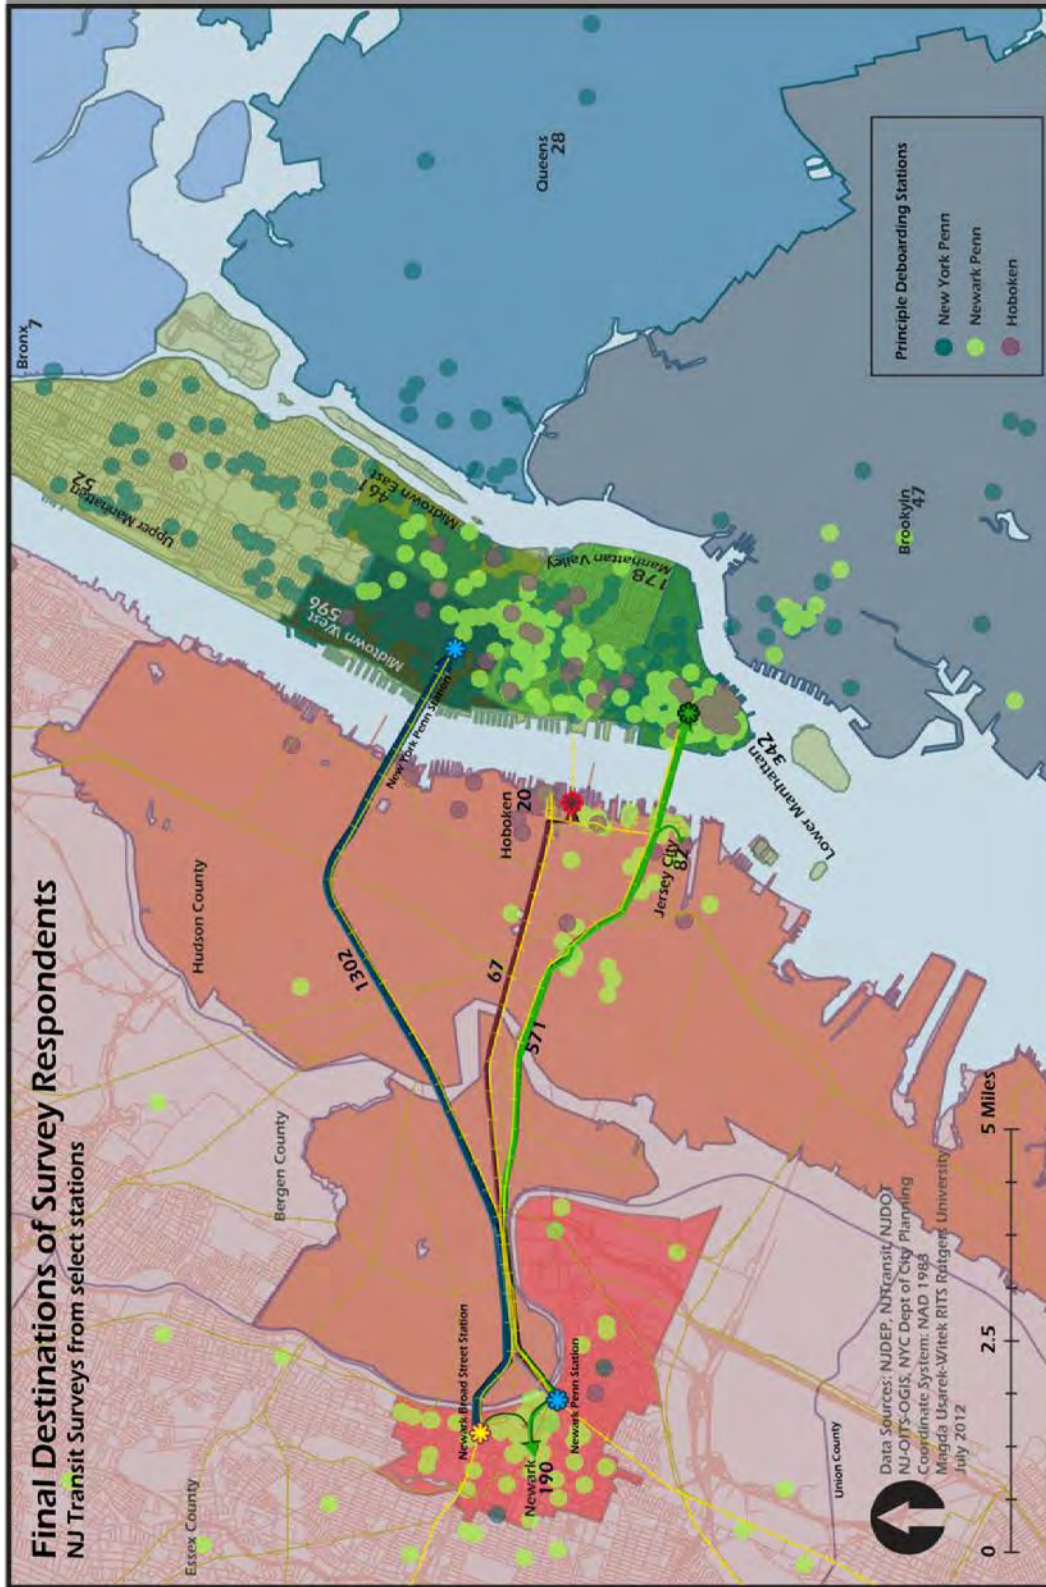 Final Destinations of Survey Respondents
NJ Transit Surveys from select stations
Bronx
7
Upper Manhattan
52
Hudson County
Midtown West
596
Midtown East
461
Queens
28
New York Penn Station
1302
Bergen County
Manhattan Valley
178
Hoboken
20
67
571
Jersey City
82
Lower Manhattan
342
Brookyln
47
Essex County
Newark Broad Street Station
Newark
190
Newark Penn Station
Union County
Principle Deboarding Stations
New York Penn
Newark Penn
Hoboken
Data Sources: NJDEP, NJTransit, NJDOT
NJ-OITS-OGIS, NYC Dept of City Planning
Coordinate System: NAD 1983
Magda Usarek-Witek RITS Rutgers University
July 2012
0 2.5 5 Miles